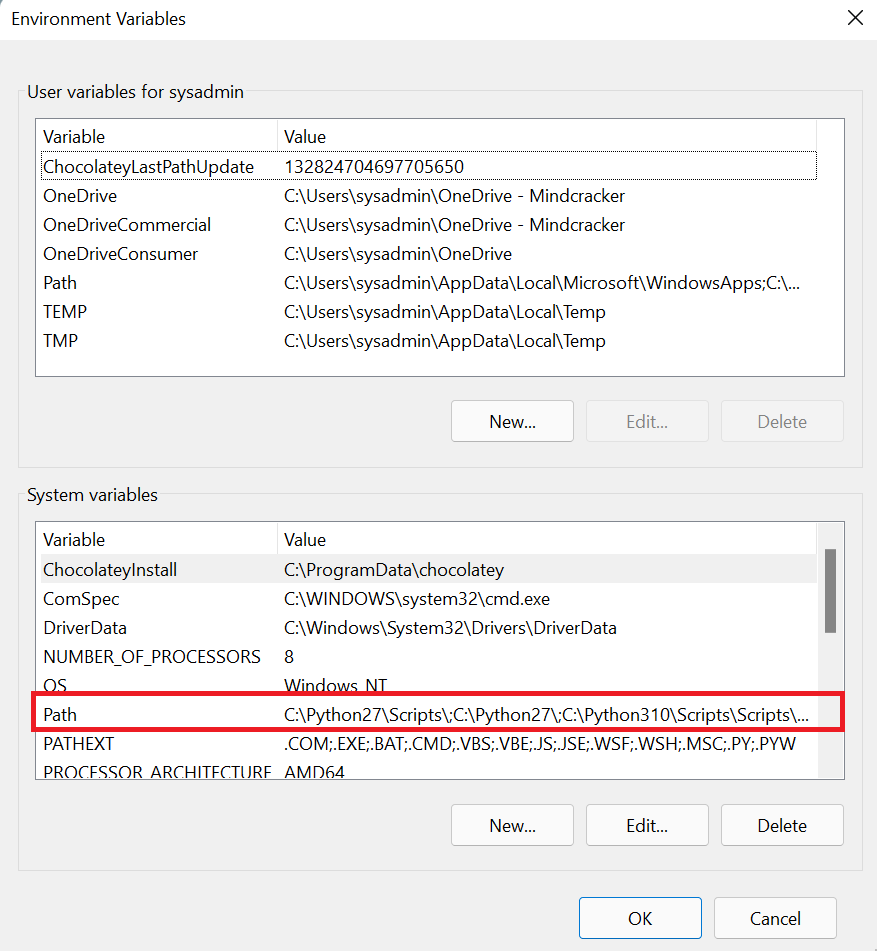 Environment Variables
User variables for sysadmin
Variable Value
ChocolateyLastPathUpdate 132824704697705650
OneDrive C:\Users\sysadmin\OneDrive - Mindcracker
OneDriveCommercial C:\Users\sysadmin\OneDrive - Mindcracker
OneDriveConsumer C:\Users\sysadmin\OneDrive
Path C:\Users\sysadmin\AppData\Local\Microsoft\WindowsApps;C:\...
TEMP C:\Users\sysadmin\AppData\Local\Temp
TMP C:\Users\sysadmin\AppData\Local\Temp
New... Edit... Delete
System variables
Variable Value
ChocolateyInstall C:\ProgramData\chocolatey
ComSpec C:\WINDOWS\system32\cmd.exe
DriverData C:\Windows\System32\Drivers\DriverData
NUMBER_OF_PROCESSORS 8
OS Windows_NT
Path C:\Python27\Scripts\;C:\Python27\;C:\Python310\Scripts\Scripts\...
PATHEXT .COM;.EXE;.BAT;.CMD;.VBS;.VBE;.JS;.JSE;.WSF;.WSH;.MSC;.PY;.PYW
PROCESSOR_ARCHITECTURE AMD64
New... Edit... Delete
OK Cancel